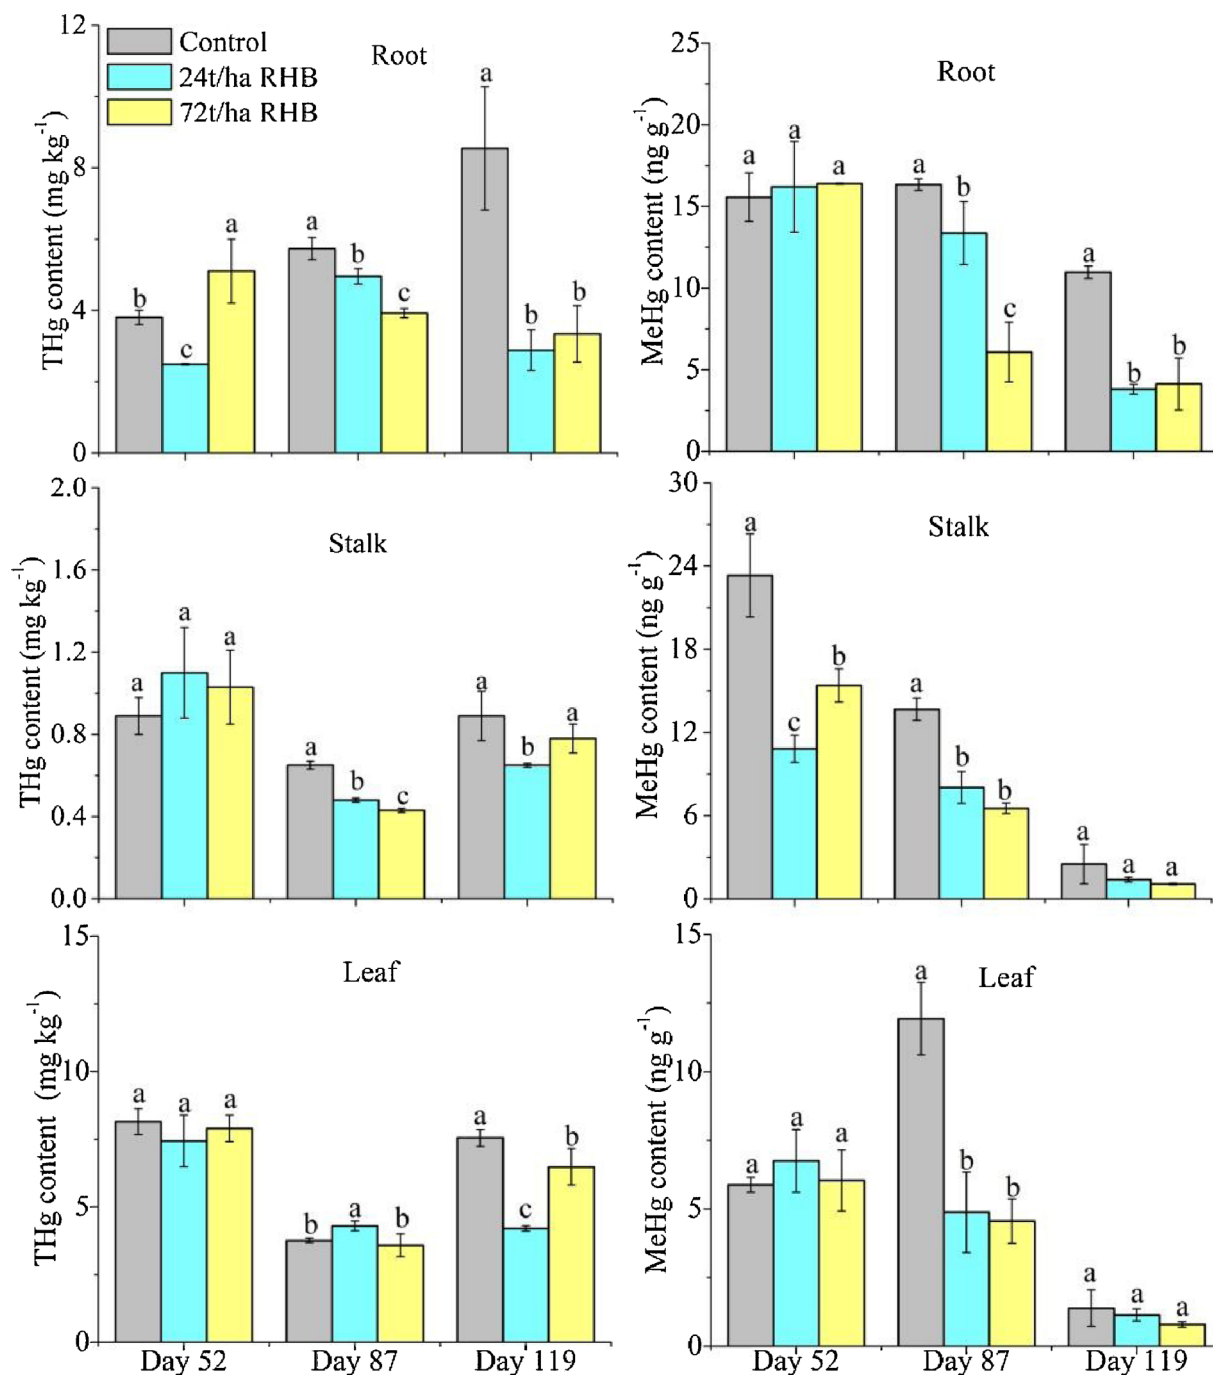 Control
24t/ha RHB
72t/ha RHB
Root
THg content (mg kg⁻¹)
12
8
4
0
b
c
a
a
b
c
a
b
b
Root
MeHg content (ng g⁻¹)
25
20
15
10
5
0
a
a
a
a
b
c
a
b
b
Stalk
THg content (mg kg⁻¹)
2.0
1.6
1.2
0.8
0.4
0.0
a
a
a
a
b
c
a
b
a
Stalk
MeHg content (ng g⁻¹)
30
24
18
12
6
0
a
c
b
a
b
b
a
a
a
Leaf
THg content (mg kg⁻¹)
15
10
5
0
a
a
a
b
a
b
a
c
b
Day 52
Day 87
Day 119
Leaf
MeHg content (ng g⁻¹)
15
10
5
0
a
a
a
a
b
b
a
a
a
Day 52
Day 87
Day 119